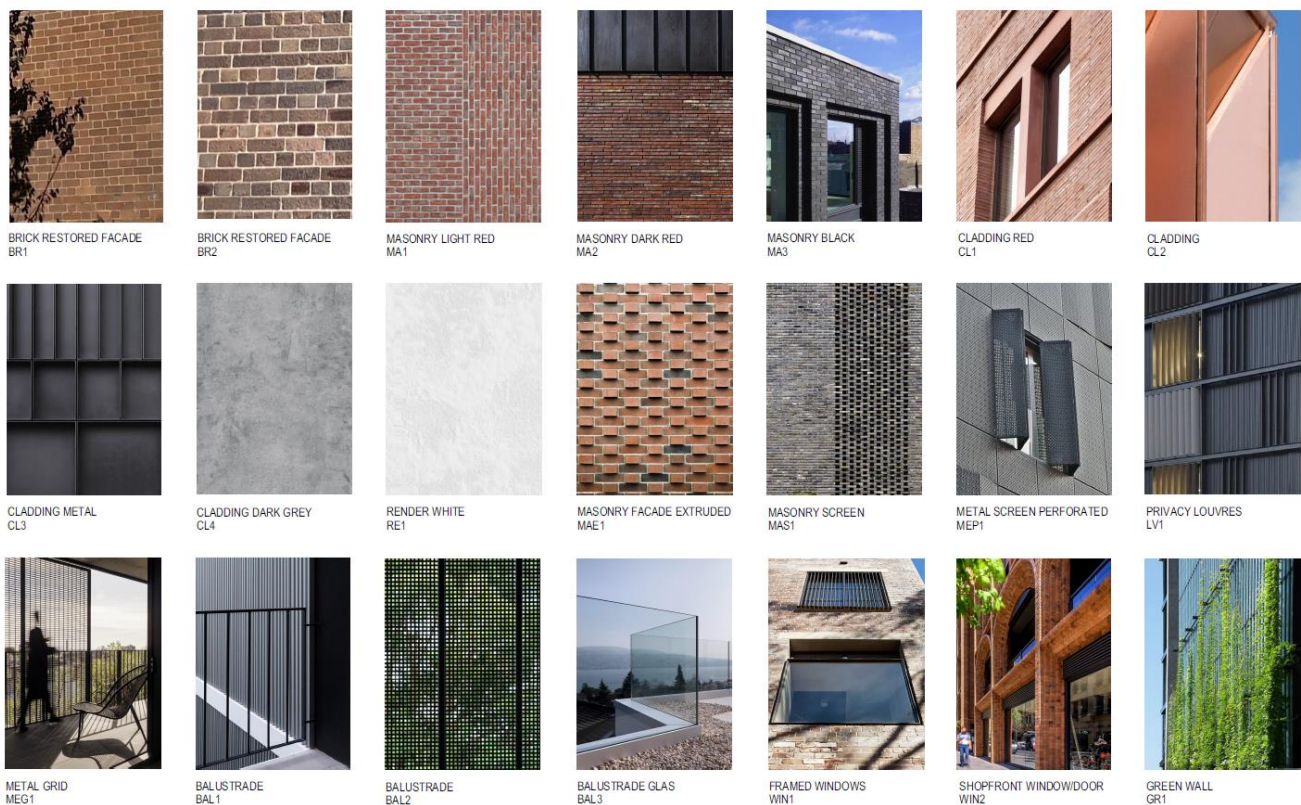 BRICK RESTORED FACADE
BR1
BRICK RESTORED FACADE
BR2
MASONRY LIGHT RED
MA1
MASONRY DARK RED
MA2
MASONRY BLACK
MA3
CLADDING RED
CL1
CLADDING
CL2
CLADDING METAL
CL3
CLADDING DARK GREY
CL4
RENDER WHITE
RE1
MASONRY FACADE EXTRUDED
MAE1
MASONRY SCREEN
MAS1
METAL SCREEN PERFORATED
MEP1
PRIVACY LOUVRES
LV1
METAL GRID
MEG1
BALUSTRADE
BAL1
BALUSTRADE
BAL2
BALUSTRADE GLAS
BAL3
FRAMED WINDOWS
WIN1
SHOPFRONT WINDOW/DOOR
WIN2
GREEN WALL
GR1